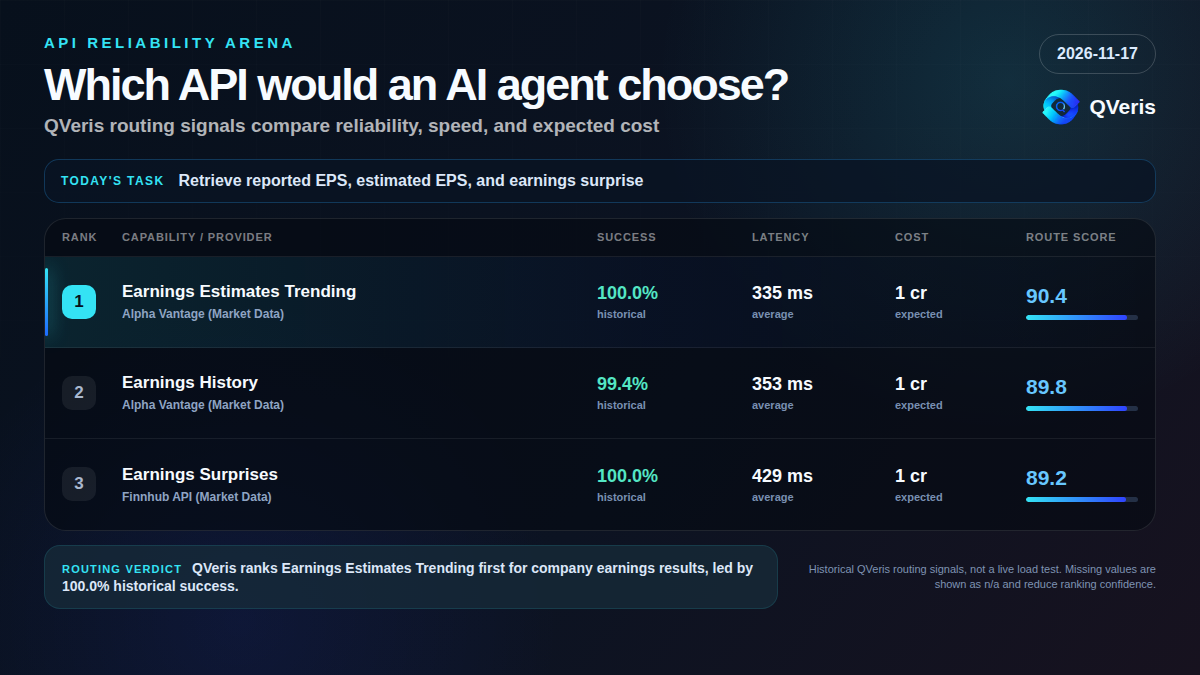 API RELIABILITY ARENA
Which API would an AI agent choose?
QVeris routing signals compare reliability, speed, and expected cost
2026-11-17
QVeris
TODAY'S TASK Retrieve reported EPS, estimated EPS, and earnings surprise
RANK CAPABILITY / PROVIDER SUCCESS LATENCY COST ROUTE SCORE
1 Earnings Estimates Trending 100.0% 335 ms 1 cr 90.4
Alpha Vantage (Market Data) historical average expected
2 Earnings History 99.4% 353 ms 1 cr 89.8
Alpha Vantage (Market Data) historical average expected
3 Earnings Surprises 100.0% 429 ms 1 cr 89.2
Finnhub API (Market Data) historical average expected
ROUTING VERDICT QVeris ranks Earnings Estimates Trending first for company earnings results, led by
100.0% historical success.
Historical QVeris routing signals, not a live load test. Missing values are
shown as n/a and reduce ranking confidence.